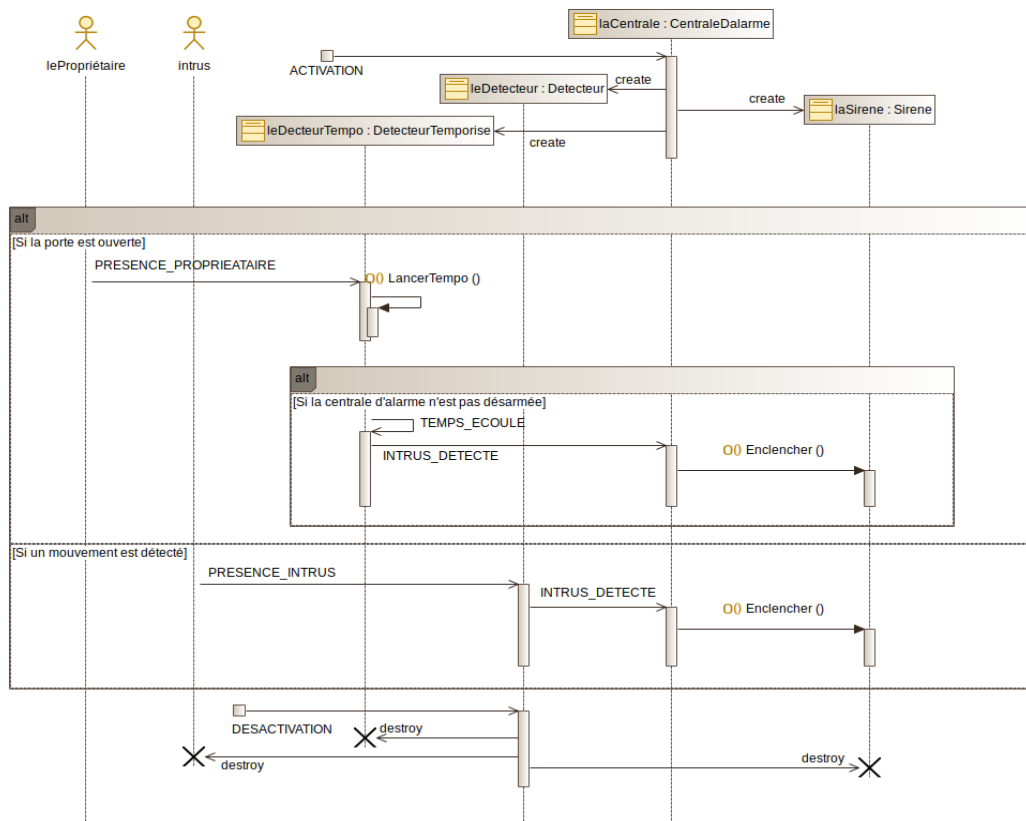 laCentrale : CentraleDalarme
lePropriétaire
intrus
ACTIVATION
create
leDetecteur : Detecteur
create
laSirene : Sirene
leDecteurTempo : DetecteurTemporise
create
alt
[Si la porte est ouverte]
PRESENCE_PROPRIEATAIRE
O() LancerTempo ()
alt
[Si la centrale d'alarme n'est pas désarmée]
TEMPS_ECOULE
INTRUS_DETECTE
O() Enclencher ()
[Si un mouvement est détecté]
PRESENCE_INTRUS
INTRUS_DETECTE
O() Enclencher ()
DESACTIVATION
destroy
destroy
destroy